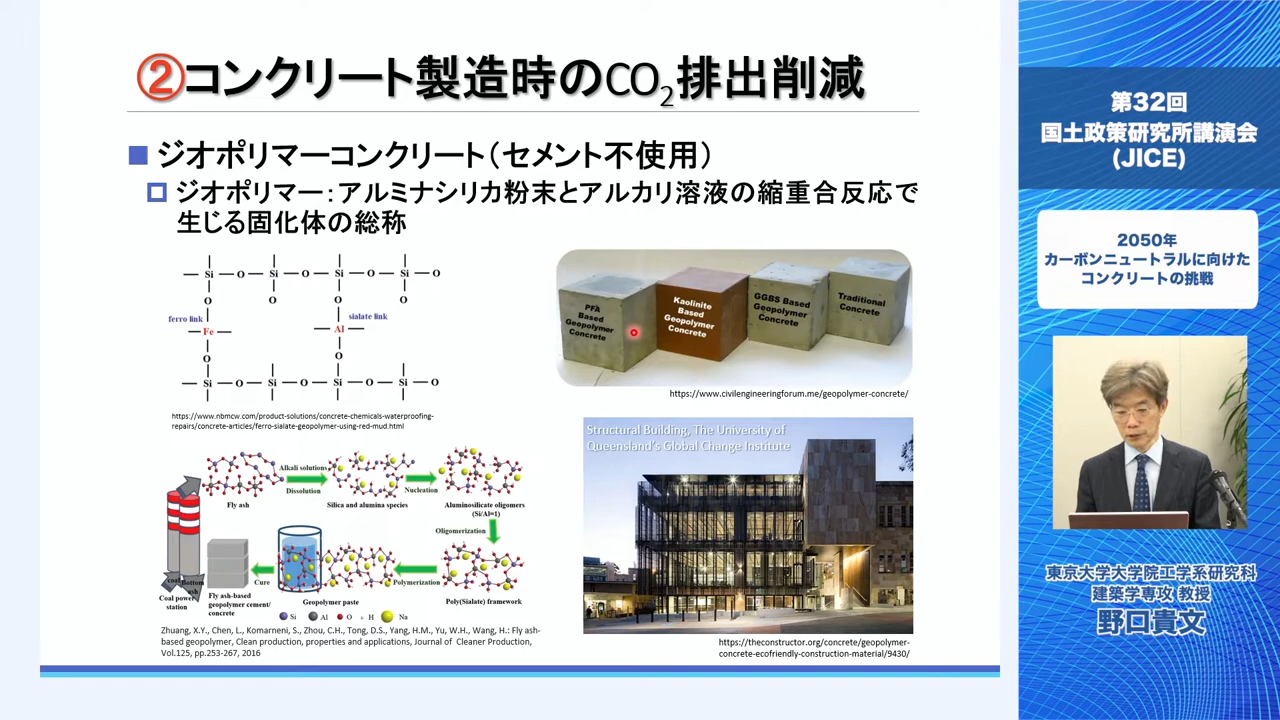 ②コンクリート製造時のCO2排出削減
ジオポリマーコンクリート（セメント不使用）
ジオポリマー：アルミナシリカ粉末とアルカリ溶液の縮重合反応で
生じる固化体の総称
Si O Si O Si O Si O
O O O O
ferro link
sialate link
Fe
Al
O O
Si O Si O Si O Si O
https://www.nbmcw.com/product-solutions/concrete-chemicals-waterproofing-
repairs/concrete-articles/ferro-sialate-geopolymer-using-red-mud.html
PFA
Based
Geopolymer
Concrete
Kaolinite
Based
Geopolymer
Concrete
GGBS Based
Geopolymer
Concrete
Traditional
Concrete
https://www.civilengineeringforum.me/geopolymer-concrete/
Alkali solutions
Dissolution
Nucleation
Fly ash
Silica and alumina species
Aluminosilicate oligomers
(Si/Al=1)
Oligomerization
coal
Bottom
ash
Coal power
station
Fly ash-based
geopolymer cement/
concrete
Cure
Geopolymer paste
Polymerization
Poly(Sialate) framework
Si Al O H Na
Zhuang, X.Y., Chen, L., Komarneni, S., Zhou, C.H., Tong, D.S., Yang, H.M., Yu, W.H., Wang, H.: Fly ash-
based geopolymer, Clean production, properties and applications, Journal of Cleaner Production,
Vol.125, pp.253-267, 2016
Structural Building, The University of
Queensland's Global Change Institute
https://theconstructor.org/concrete/geopolymer-
concrete-ecofriendly-construction-material/9430/
第32回
国土政策研究所講演会
(JICE)
2050年
カーボンニュートラルに向けた
コンクリートの挑戦
東京大学大学院工学系研究科
建築学専攻 教授
野口貴文